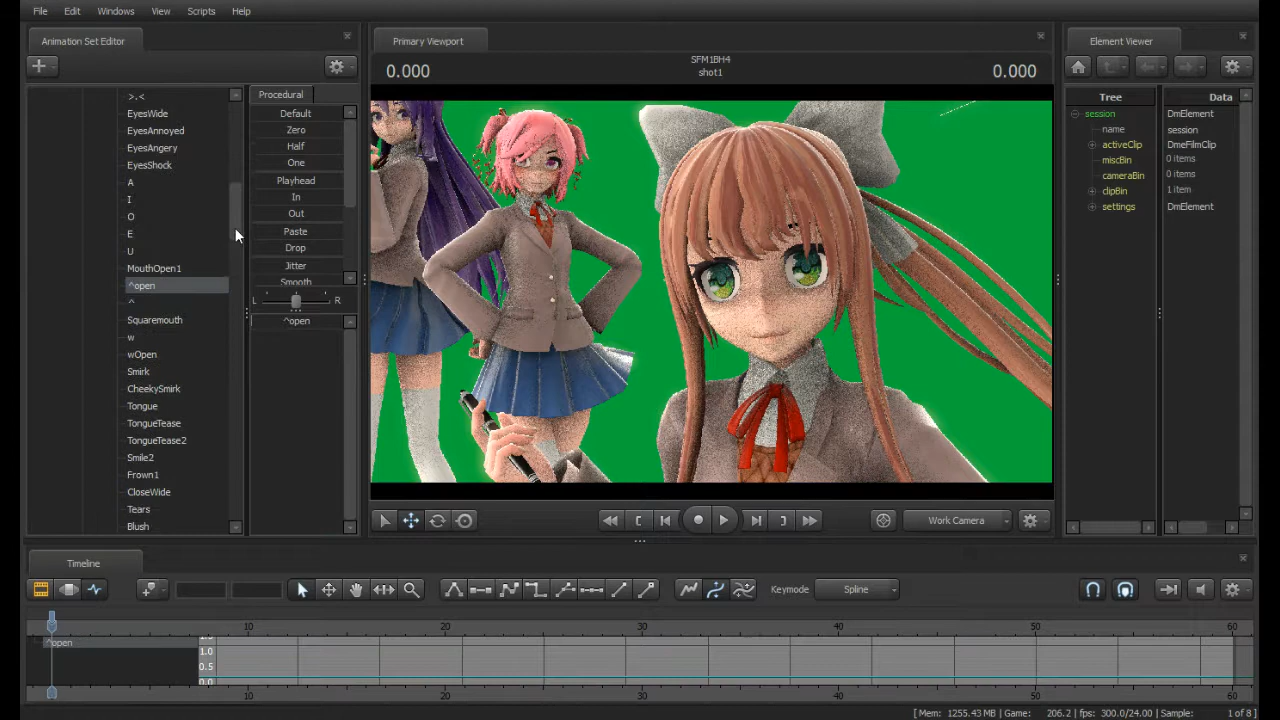 File Edit Windows View Scripts Help
Animation Set Editor
Primary Viewport
Element Viewer
0.000
SFM1BH4
shot1
0.000
>.<
EyesWide
EyesAnnoyed
EyesAngery
EyesShock
A
I
O
E
U
MouthOpen1
^open
^
Squaremouth
w
wOpen
Smirk
CheekySmirk
Tongue
TongueTease
TongueTease2
Smile2
Frown1
CloseWide
Tears
Blush
Procedural
Default
Zero
Half
One
Playhead
In
Out
Paste
Drop
Jitter
Smooth
L R
^open
Tree Data
session DmElement
name session
activeClip DmeFilmClip
miscBin 0 items
cameraBin 0 items
clipBin 1 item
settings DmElement
Work Camera
Timeline
Keymode Spline
10 20 30 40 50 60
^open
1.5
1.0
0.5
0.0
10 20 30 40 50 60
[ Mem: 1255.43 MB | Game: 206.2 | fps: 300.0/24.00 | Sample: 1 of 8 ]